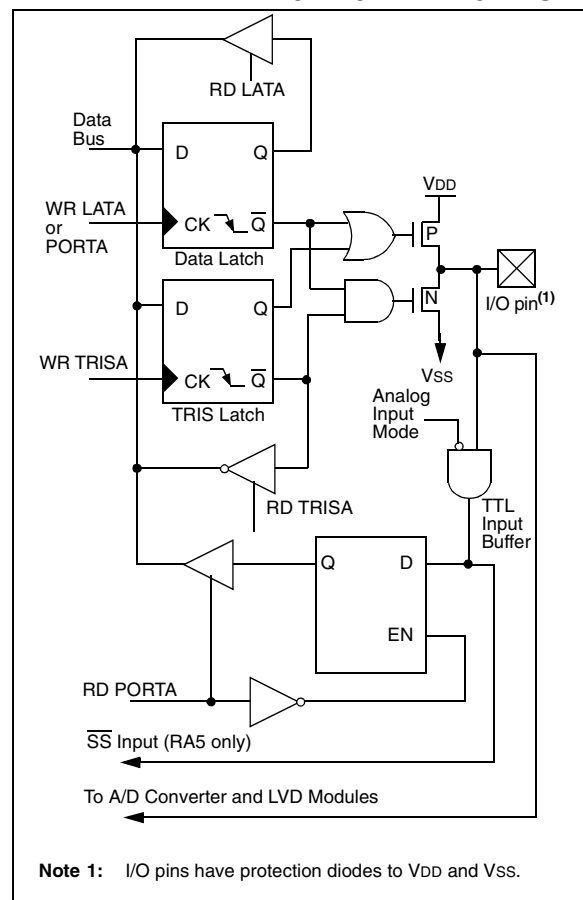 RD LATA
Data
Bus
D Q
WR LATA
or
PORTA
CK Q̅
Data Latch
VDD
P
I/O pin(1)
N
VSS
D Q
WR TRISA
CK Q̅
TRIS Latch
Analog
Input
Mode
RD TRISA
TTL
Input
Buffer
Q D
EN
RD PORTA
S̅S̅ Input (RA5 only)
To A/D Converter and LVD Modules
Note 1: I/O pins have protection diodes to VDD and VSS.